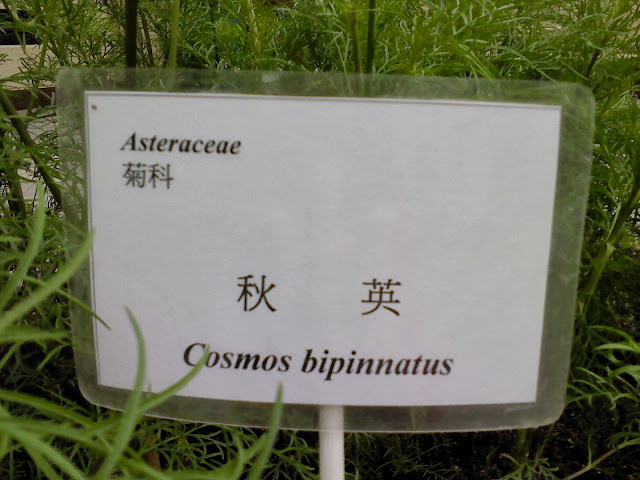 Asteraceae
菊科
秋 英
Cosmos bipinnatus